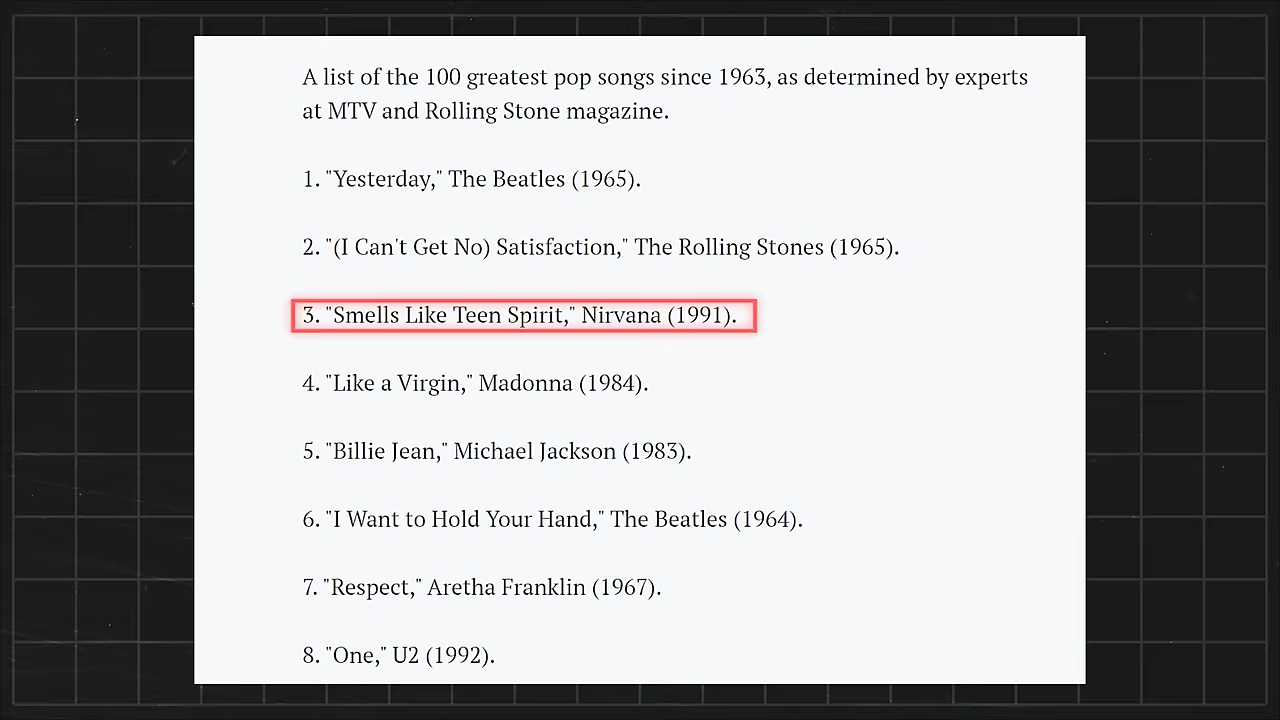 A list of the 100 greatest pop songs since 1963, as determined by experts
at MTV and Rolling Stone magazine.
1. "Yesterday," The Beatles (1965).
2. "(I Can't Get No) Satisfaction," The Rolling Stones (1965).
3. "Smells Like Teen Spirit," Nirvana (1991).
4. "Like a Virgin," Madonna (1984).
5. "Billie Jean," Michael Jackson (1983).
6. "I Want to Hold Your Hand," The Beatles (1964).
7. "Respect," Aretha Franklin (1967).
8. "One," U2 (1992).